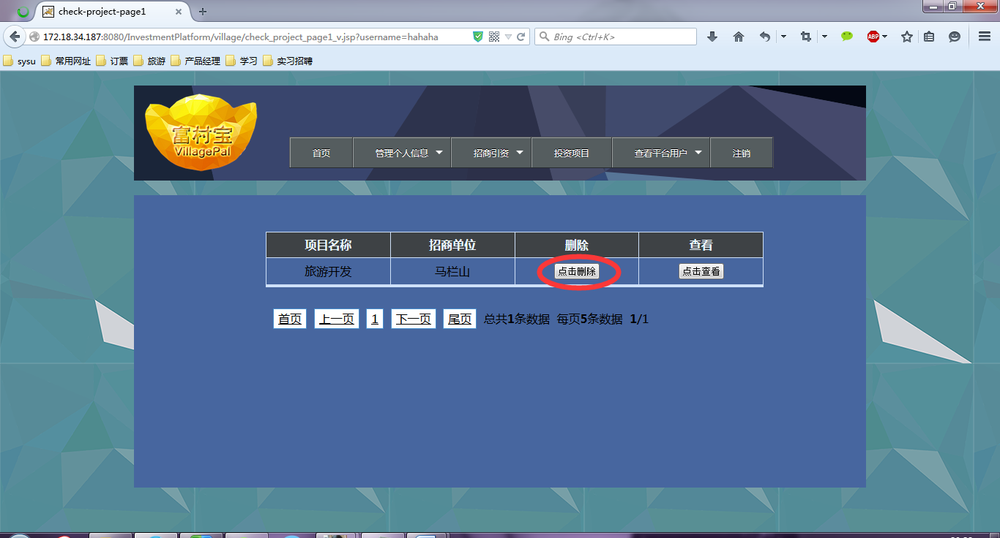 check-project-page1
172.18.34.187:8080/InvestmentPlatform/village/check_project_page1_v.jsp?username=hahaha
Bing <Ctrl+K>
ABP
sysu 常用网址 订票 旅游 产品经理 学习 实习招聘
富村宝
VillagePal
首页 管理个人信息 招商引资 投资项目 查看平台用户 注销
项目名称 招商单位 删除 查看
旅游开发 马栏山 点击删除 点击查看
首页 上一页 1 下一页 尾页 总共1条数据 每页5条数据 1/1